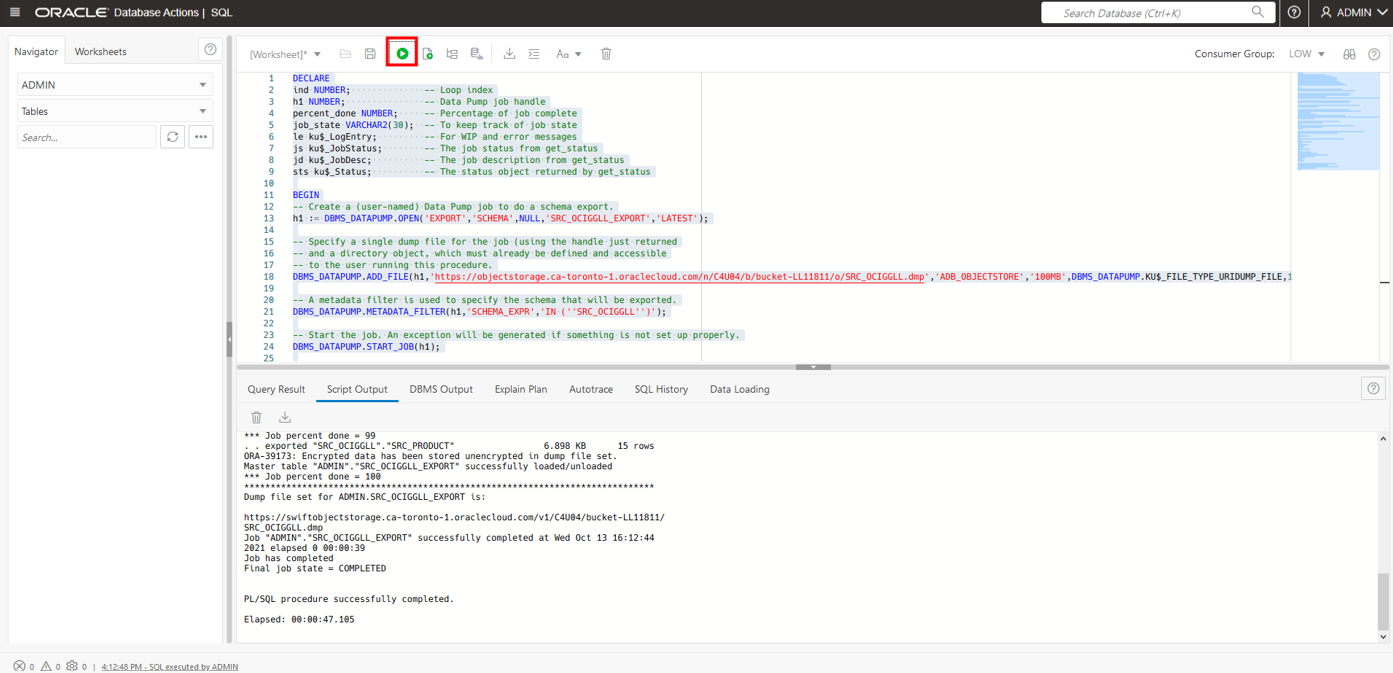 ORACLE® Database Actions | SQL
Search Database (Ctrl+K)
ADMIN
Navigator
Worksheets
ADMIN
Tables
Search...
[Worksheet]*
Aa
Consumer Group: LOW
1 DECLARE
2 ind NUMBER; -- Loop index
3 h1 NUMBER; -- Data Pump job handle
4 percent_done NUMBER; -- Percentage of job complete
5 job_state VARCHAR2(30); -- To keep track of job state
6 le ku$_LogEntry; -- For WIP and error messages
7 js ku$_JobStatus; -- The job status from get_status
8 jd ku$_JobDesc; -- The job description from get_status
9 sts ku$_Status; -- The status object returned by get_status
10
11 BEGIN
12 -- Create a (user-named) Data Pump job to do a schema export.
13 h1 := DBMS_DATAPUMP.OPEN('EXPORT','SCHEMA',NULL,'SRC_OCIGGLL_EXPORT','LATEST');
14
15 -- Specify a single dump file for the job (using the handle just returned
16 -- and a directory object, which must already be defined and accessible
17 -- to the user running this procedure.
18 DBMS_DATAPUMP.ADD_FILE(h1,'https://objectstorage.ca-toronto-1.oraclecloud.com/n/C4U04/b/bucket-LL11811/o/SRC_OCIGGLL.dmp','ADB_OBJECTSTORE','100MB',DBMS_DATAPUMP.KU$_FILE_TYPE_URIDUMP_FILE,1
19
20 -- A metadata filter is used to specify the schema that will be exported.
21 DBMS_DATAPUMP.METADATA_FILTER(h1,'SCHEMA_EXPR','IN (''SRC_OCIGGLL'')');
22
23 -- Start the job. An exception will be generated if something is not set up properly.
24 DBMS_DATAPUMP.START_JOB(h1);
25
Query Result
Script Output
DBMS Output
Explain Plan
Autotrace
SQL History
Data Loading
*** Job percent done = 99
. . exported "SRC_OCIGGLL"."SRC_PRODUCT" 6.898 KB 15 rows
ORA-39173: Encrypted data has been stored unencrypted in dump file set.
Master table "ADMIN"."SRC_OCIGGLL_EXPORT" successfully loaded/unloaded
*** Job percent done = 100
******************************************************************************
Dump file set for ADMIN.SRC_OCIGGLL_EXPORT is:
https://swiftobjectstorage.ca-toronto-1.oraclecloud.com/v1/C4U04/bucket-LL11811/
SRC_OCIGGLL.dmp
Job "ADMIN"."SRC_OCIGGLL_EXPORT" successfully completed at Wed Oct 13 16:12:44
2021 elapsed 0 00:00:39
Job has completed
Final job state = COMPLETED
PL/SQL procedure successfully completed.
Elapsed: 00:00:47.105
0 0 0 | 4:12:48 PM - SQL executed by ADMIN